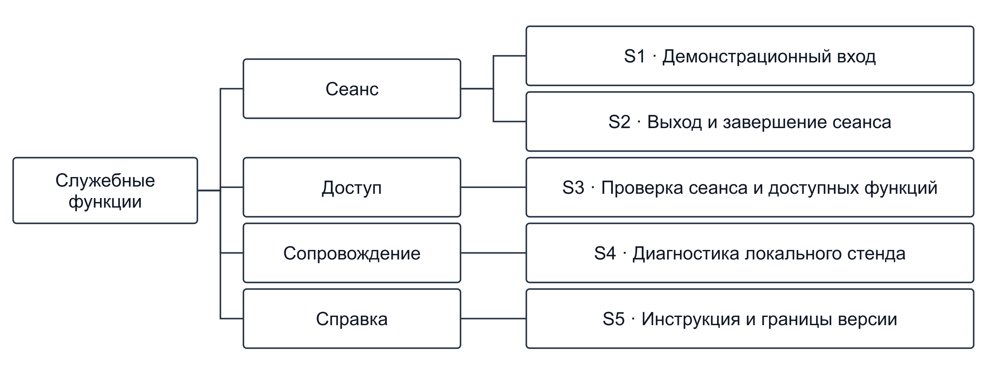 Служебные
функции
Сеанс
S1 · Демонстрационный вход
S2 · Выход и завершение сеанса
Доступ
S3 · Проверка сеанса и доступных функций
Сопровождение
S4 · Диагностика локального стенда
Справка
S5 · Инструкция и границы версии